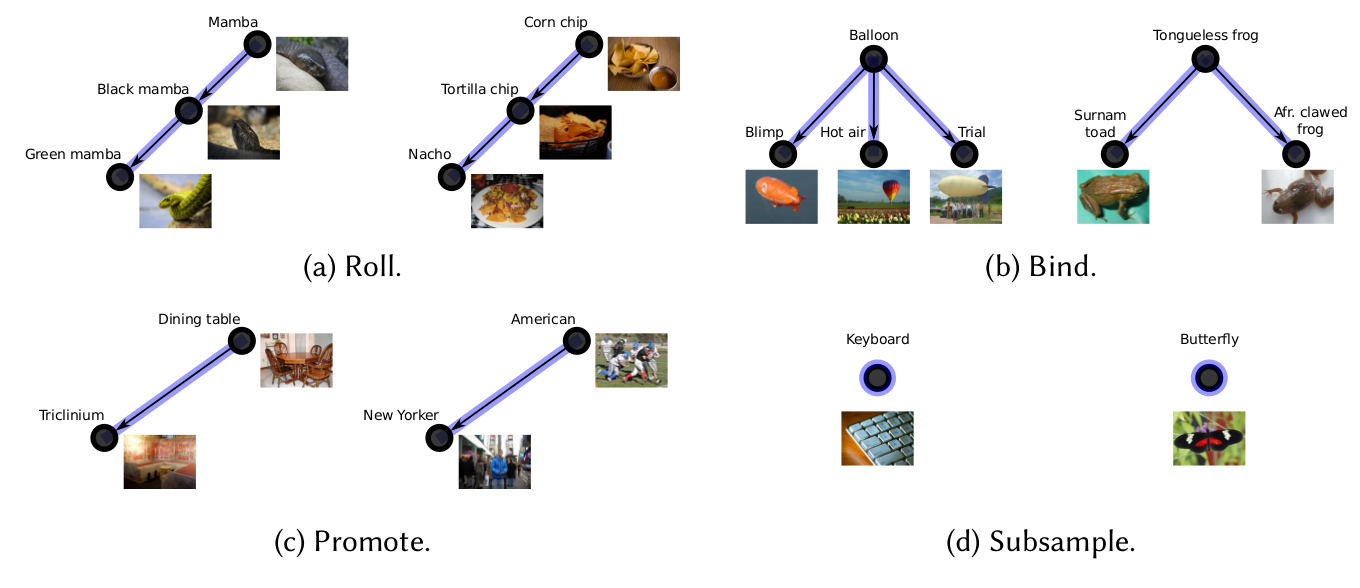 Mamba
Black mamba
Green mamba
Corn chip
Tortilla chip
Nacho
(a) Roll.
Balloon
Blimp
Hot air
Trial
Tongueless frog
Surnam
toad
Afr. clawed
frog
(b) Bind.
Dining table
Triclinium
American
New Yorker
(c) Promote.
Keyboard
Butterfly
(d) Subsample.